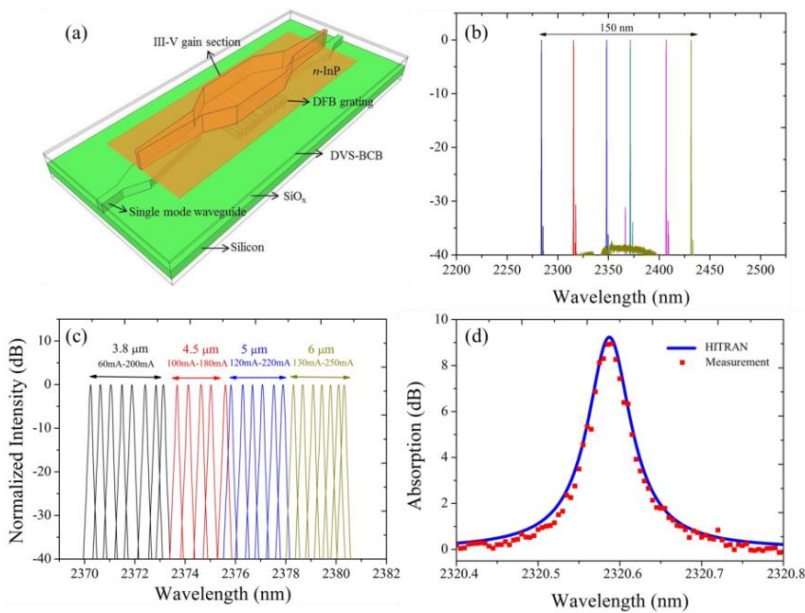 (a)
III-V gain section
n-InP
DFB grating
DVS-BCB
SiOx
Single mode waveguide
Silicon
(b)
150 nm
0
-10
-20
-30
-40
2200 2250 2300 2350 2400 2450 2500
Wavelength (nm)
(c)
3.8 μm 4.5 μm 5 μm 6 μm
60mA-200mA 100mA-180mA 120mA-220mA 130mA-250mA
Normalized Intensity (dB)
10
0
-10
-20
-30
-40
2370 2372 2374 2376 2378 2380 2382
Wavelength (nm)
(d)
HITRAN
Measurement
Absorption (dB)
10
8
6
4
2
0
2320.4 2320.5 2320.6 2320.7 2320.8
Wavelength (nm)